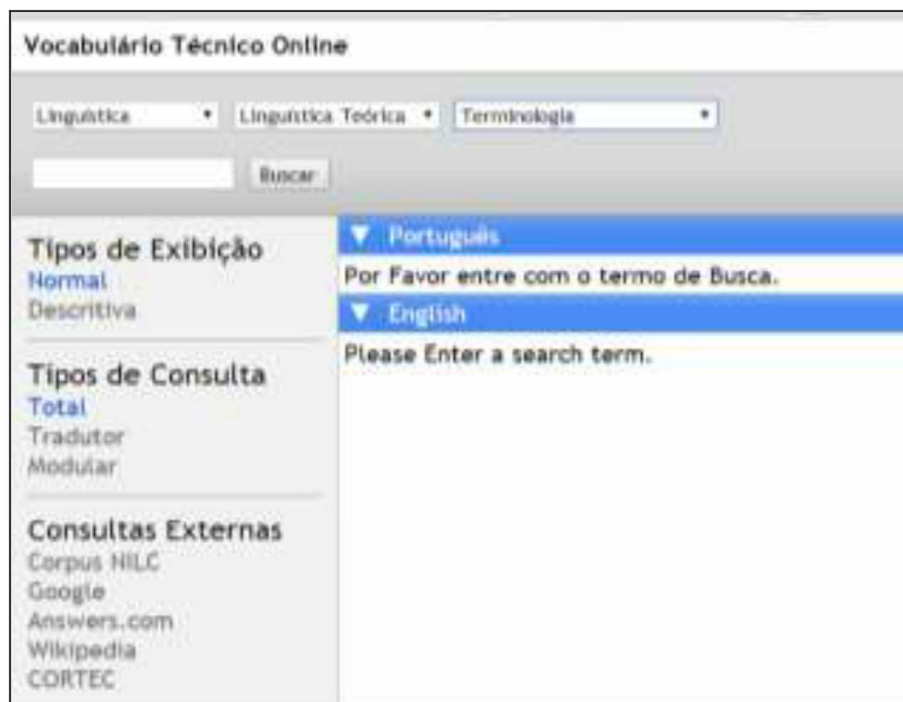 Vocabulário Técnico Online
Linguística Linguística Teórica Terminologia
Buscar
Tipos de Exibição
Normal
Descritiva
Tipos de Consulta
Total
Tradutor
Modular
Consultas Externas
Corpus NILC
Google
Answers.com
Wikipedia
CORTEC
▼ Português
Por Favor entre com o termo de Busca.
▼ English
Please Enter a search term.